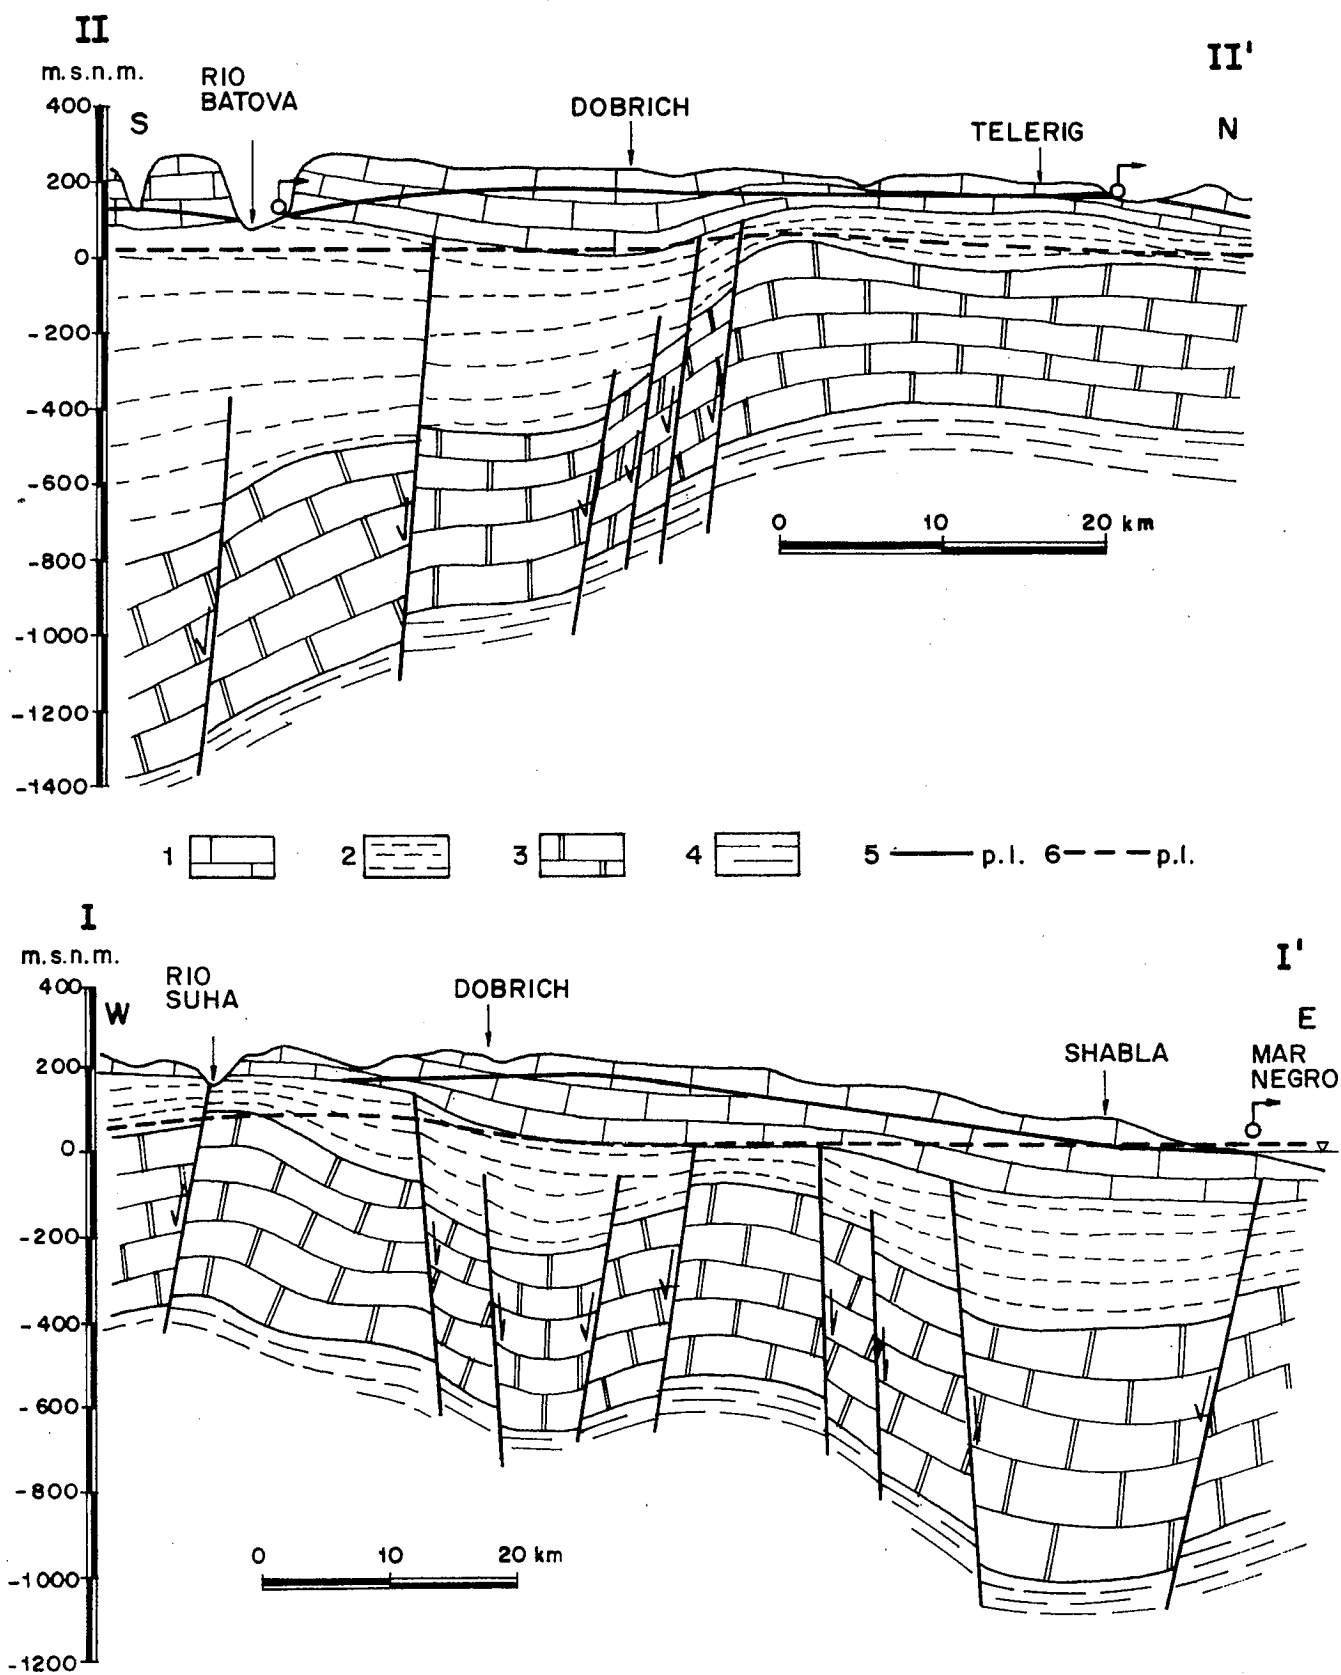 II
II'
m.s.n.m.
RIO
BATOVA
DOBRICH
TELERIG
S
N
400
200
0
-200
-400
-600
-800
-1000
-1200
-1400
0 10 20 km
1 2 3 4 5 p.l. 6 p.l.
I
I'
m.s.n.m.
RIO
SUHA
DOBRICH
SHABLA
MAR
NEGRO
W
E
400
200
0
-200
-400
-600
-800
-1000
-1200
0 10 20 km